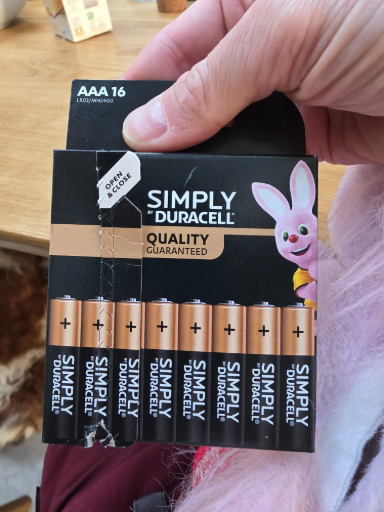 AAA 16
LR03/MN2400
OPEN
& CLOSE
SIMPLY
BY DURACELL
QUALITY
GUARANTEED
+ + + + + + + +
SIMPLY
BY DURACELL
SIMPLY
BY DURACELL
SIMPLY
BY DURACELL
SIMPLY
BY DURACELL
SIMPLY
BY DURACELL
SIMPLY
BY DURACELL
SIMPLY
BY DURACELL
SIMPLY
BY DURACELL